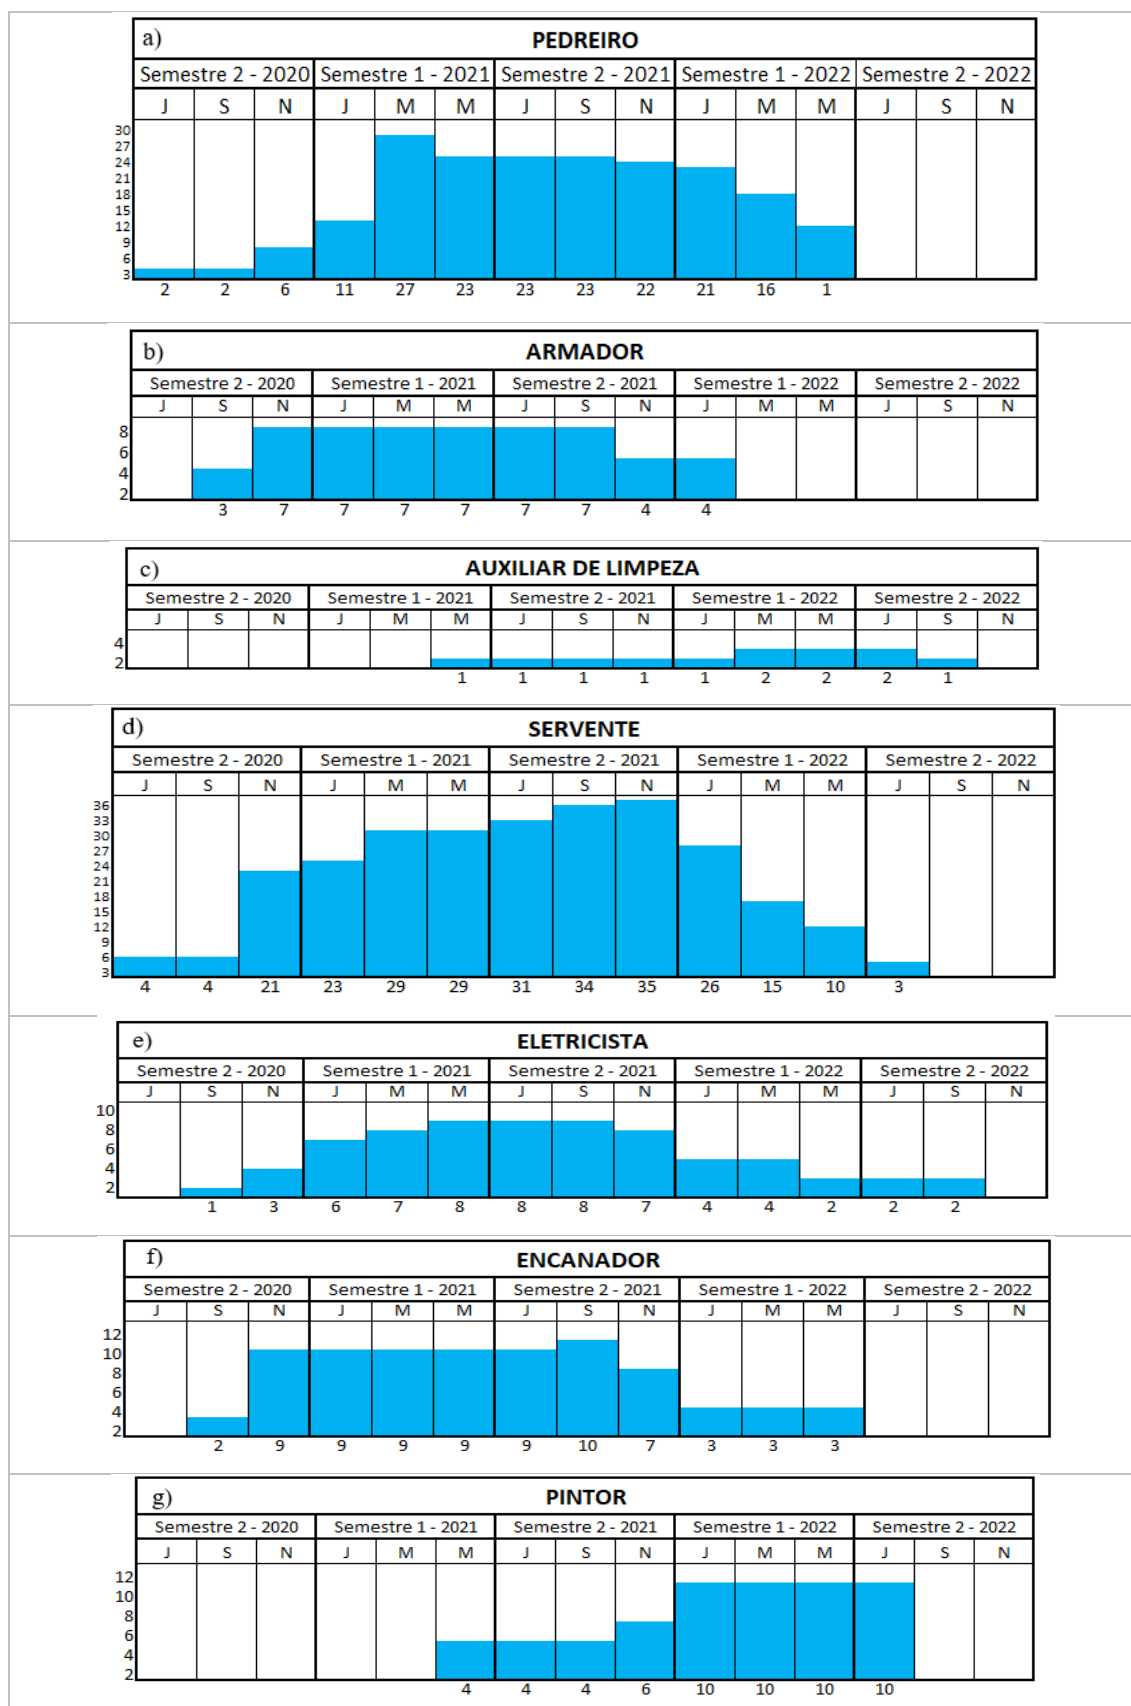 a) PEDREIRO
Semestre 2 - 2020 Semestre 1 - 2021 Semestre 2 - 2021 Semestre 1 - 2022 Semestre 2 - 2022
J S N J M M J S N J M M J S N
30
27
24
21
18
15
12
9
6
3
2 2 6 11 27 23 23 23 22 21 16 1
b) ARMADOR
Semestre 2 - 2020 Semestre 1 - 2021 Semestre 2 - 2021 Semestre 1 - 2022 Semestre 2 - 2022
J S N J M M J S N J M M J S N
8
6
4
2
3 7 7 7 7 7 7 4 4
c) AUXILIAR DE LIMPEZA
Semestre 2 - 2020 Semestre 1 - 2021 Semestre 2 - 2021 Semestre 1 - 2022 Semestre 2 - 2022
J S N J M M J S N J M M J S N
4
2
1 1 1 1 1 2 2 2 1
d) SERVENTE
Semestre 2 - 2020 Semestre 1 - 2021 Semestre 2 - 2021 Semestre 1 - 2022 Semestre 2 - 2022
J S N J M M J S N J M M J S N
36
33
30
27
24
21
18
15
12
9
6
3
4 4 21 23 29 29 31 34 35 26 15 10 3
e) ELETRICISTA
Semestre 2 - 2020 Semestre 1 - 2021 Semestre 2 - 2021 Semestre 1 - 2022 Semestre 2 - 2022
J S N J M M J S N J M M J S N
10
8
6
4
2
1 3 6 7 8 8 8 7 4 4 2 2 2
f) ENCANADOR
Semestre 2 - 2020 Semestre 1 - 2021 Semestre 2 - 2021 Semestre 1 - 2022 Semestre 2 - 2022
J S N J M M J S N J M M J S N
12
10
8
6
4
2
2 9 9 9 9 9 10 7 3 3 3
g) PINTOR
Semestre 2 - 2020 Semestre 1 - 2021 Semestre 2 - 2021 Semestre 1 - 2022 Semestre 2 - 2022
J S N J M M J S N J M M J S N
12
10
8
6
4
2
4 4 4 6 10 10 10 10